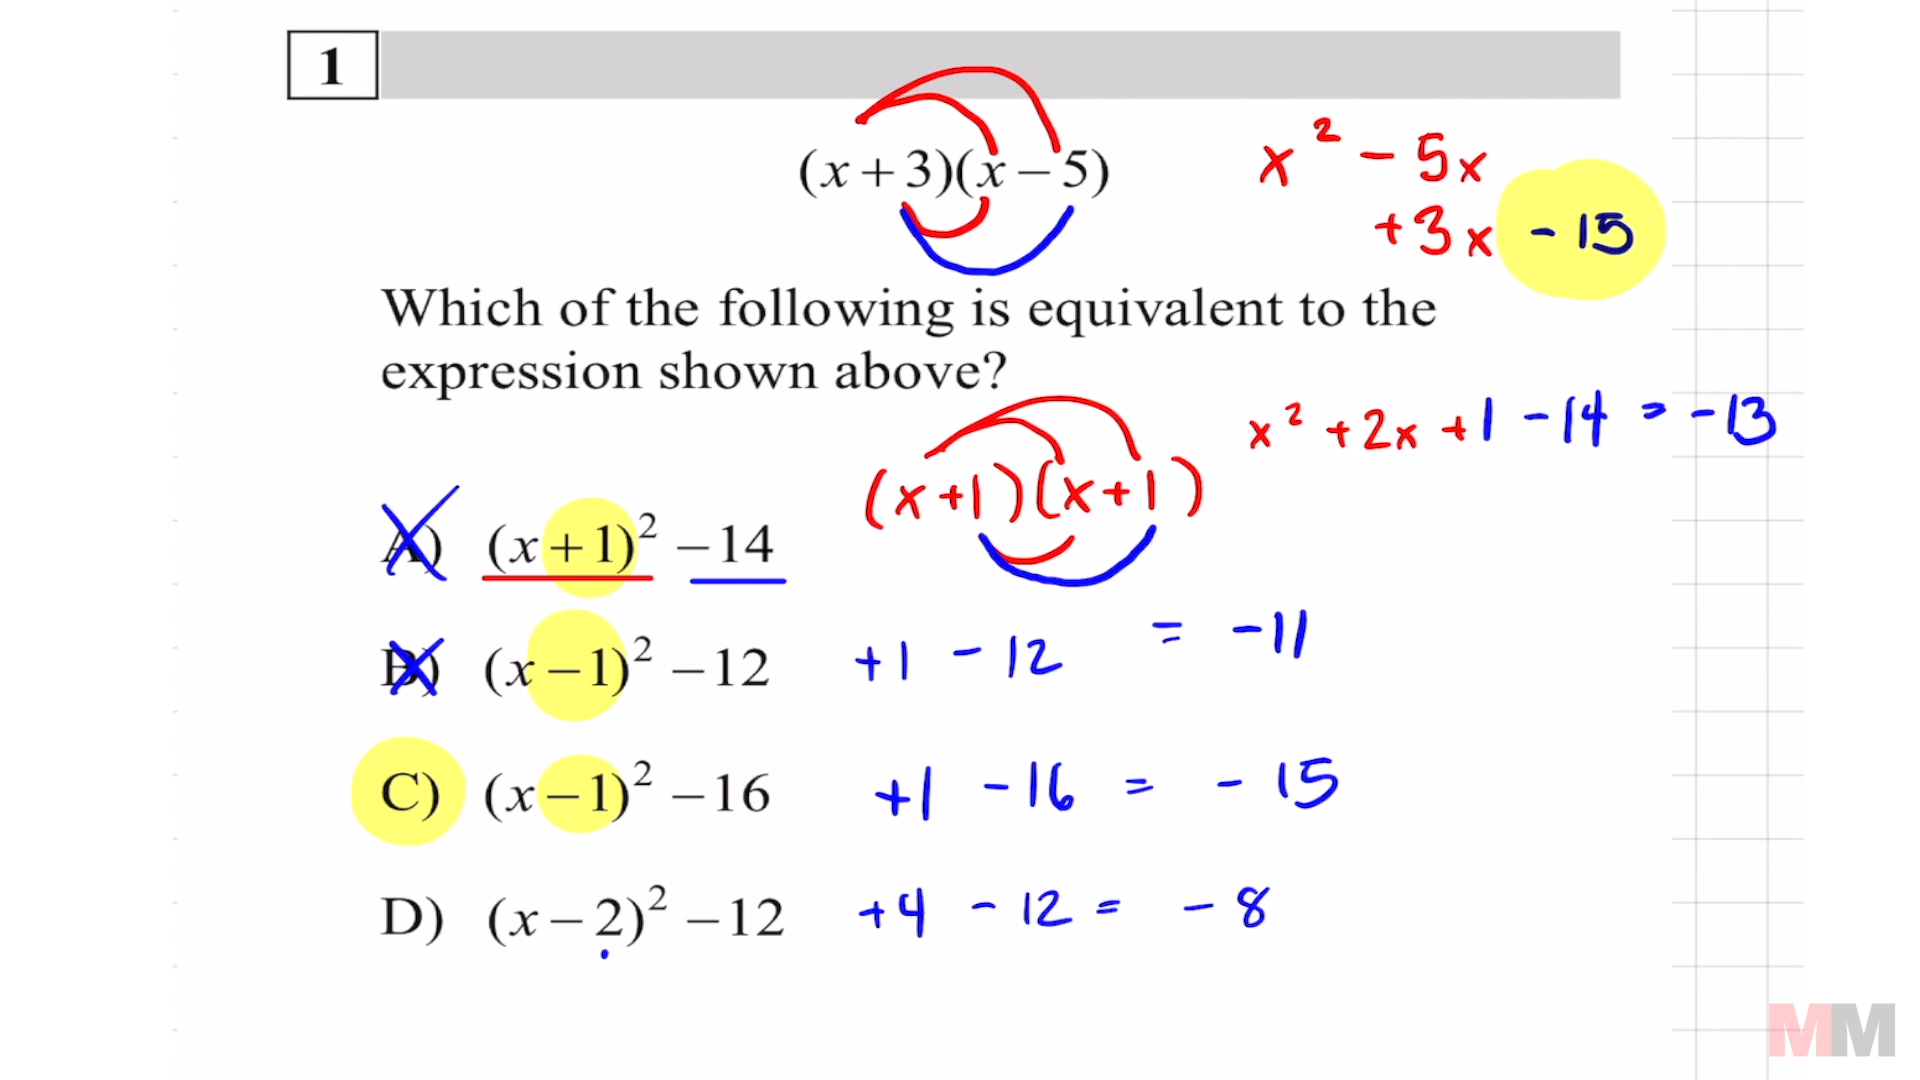 1
(x + 3)(x − 5)
x² − 5x
+3x − 15
Which of the following is equivalent to the
expression shown above?
x² + 2x + 1 − 14 = −13
(x+1)(x+1)
A) (x + 1)² − 14
B) (x − 1)² − 12 +1 − 12 = −11
C) (x − 1)² − 16 +1 − 16 = − 15
D) (x − 2)² − 12 +4 − 12 = − 8
MM